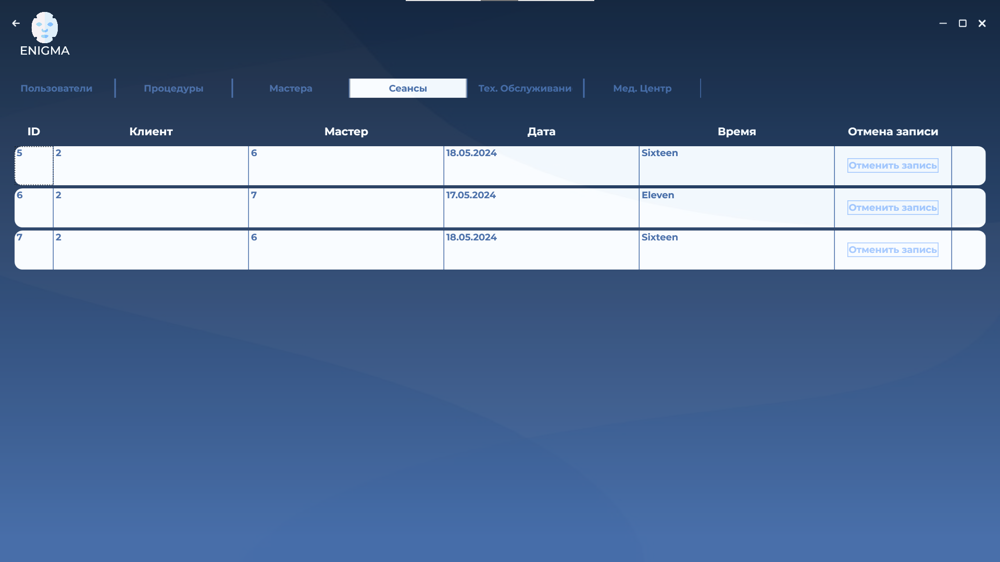 ENIGMA
Пользователи Процедуры Мастера Сеансы Тех. Обслуживани Мед. Центр
ID Клиент Мастер Дата Время Отмена записи
5 2 6 18.05.2024 Sixteen Отменить запись
6 2 7 17.05.2024 Eleven Отменить запись
7 2 6 18.05.2024 Sixteen Отменить запись